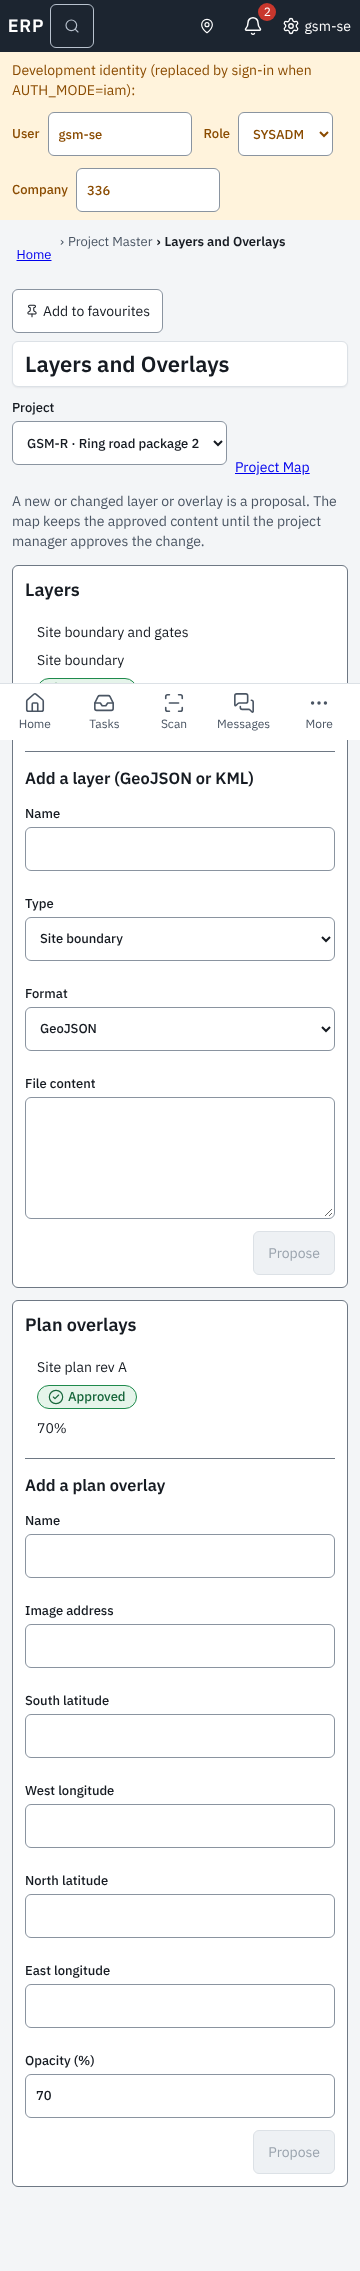 ERP
2
gsm-se
Development identity (replaced by sign-in when
AUTH_MODE=iam):
User
gsm-se
Role
SYSADM
Company
336
Home
› Project Master › Layers and Overlays
Add to favourites
Layers and Overlays
Project
GSM-R · Ring road package 2
Project Map
A new or changed layer or overlay is a proposal. The
map keeps the approved content until the project
manager approves the change.
Layers
Site boundary and gates
Site boundary
Home
Tasks
Scan
Messages
More
Add a layer (GeoJSON or KML)
Name
Type
Site boundary
Format
GeoJSON
File content
Propose
Plan overlays
Site plan rev A
Approved
70%
Add a plan overlay
Name
Image address
South latitude
West longitude
North latitude
East longitude
Opacity (%)
70
Propose